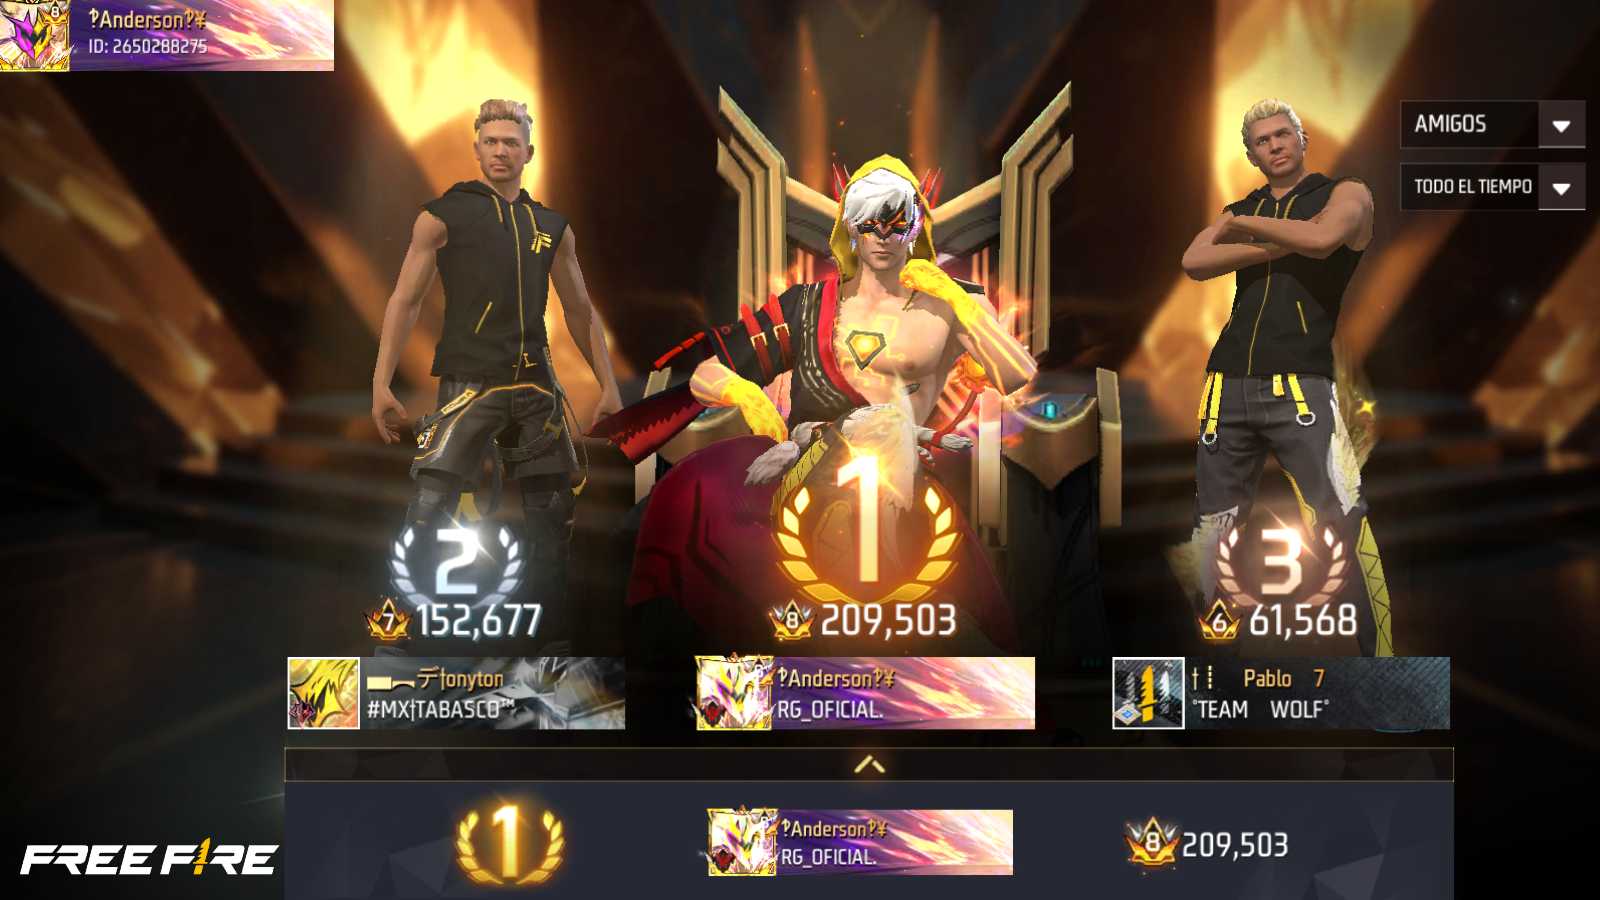 ‽Anderson‽¥
ID: 2650288275
AMIGOS
TODO EL TIEMPO
2
7 152,677
デtonyton
#MX†TABASCO™
1
8 209,503
‽Anderson‽¥
RG_OFICIAL.
3
6 61,568
†┋ Pablo 7
°TEAM WOLF°
1
‽Anderson‽¥
RG_OFICIAL.
8 209,503
FREE FIRE